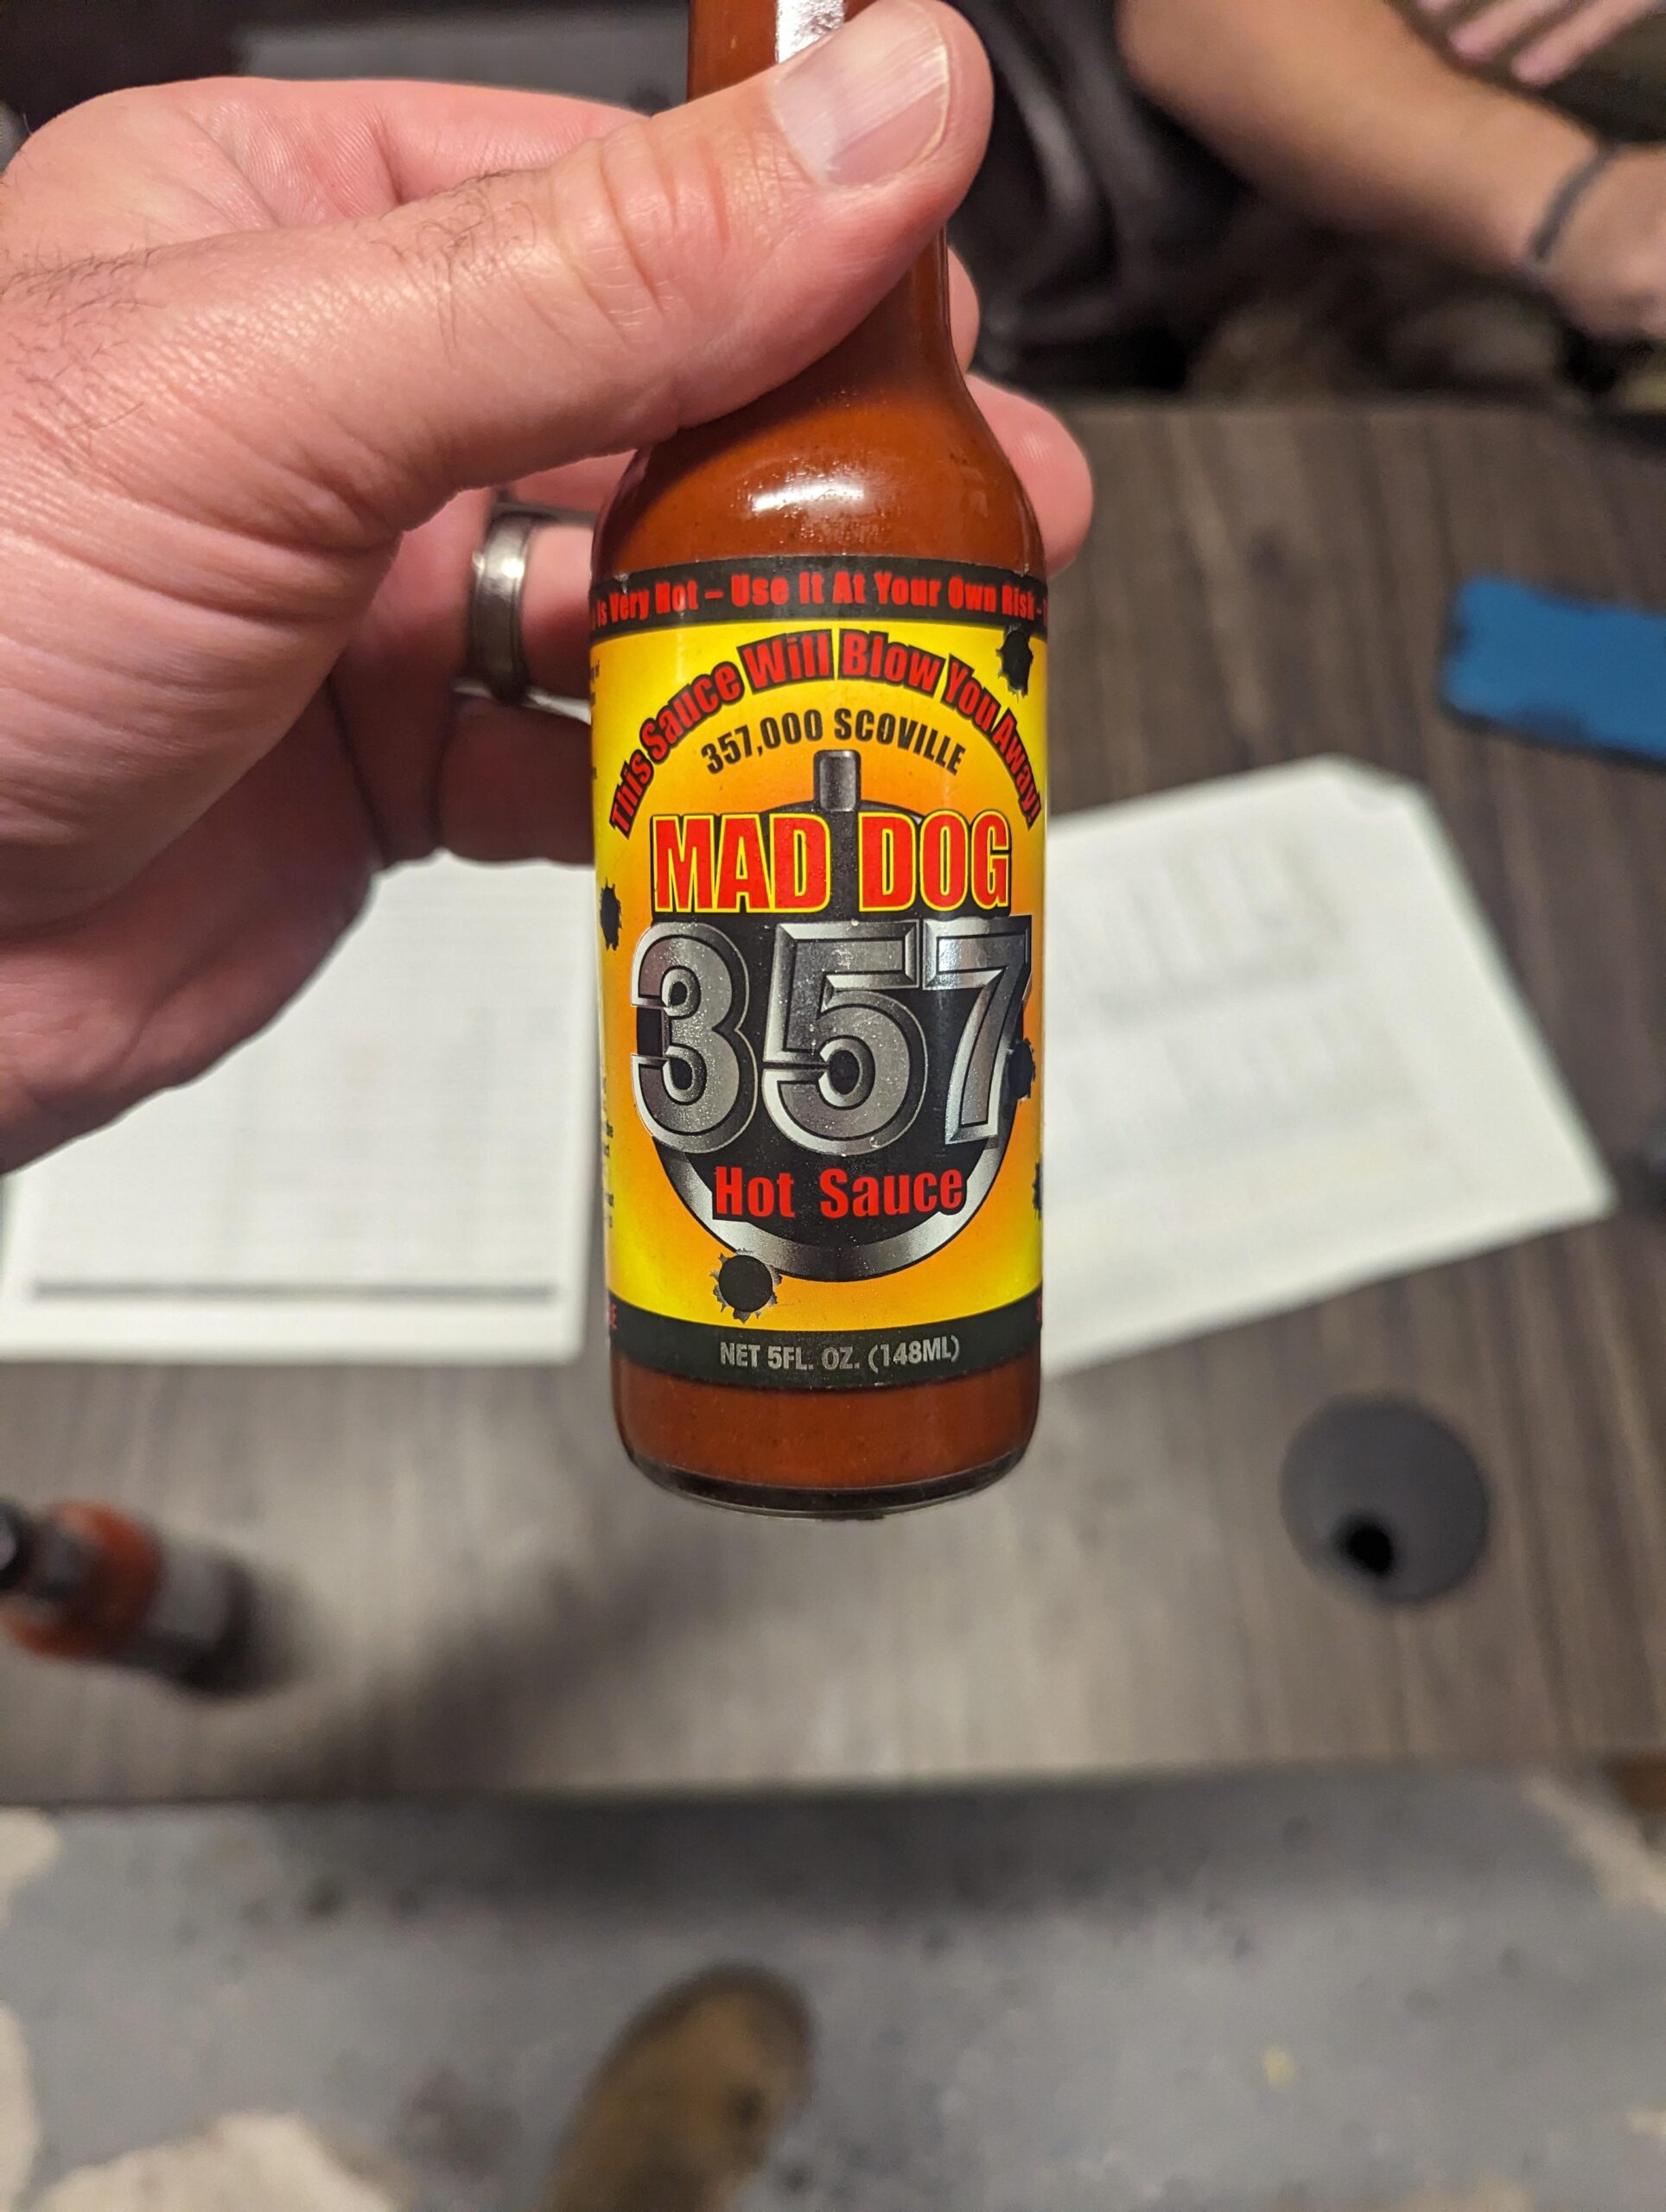 Is Very Hot – Use It At Your Own Risk -
This Sauce Will Blow You Away!
357,000 SCOVILLE
MAD DOG
357
Hot Sauce
NET 5FL. OZ. (148ML)